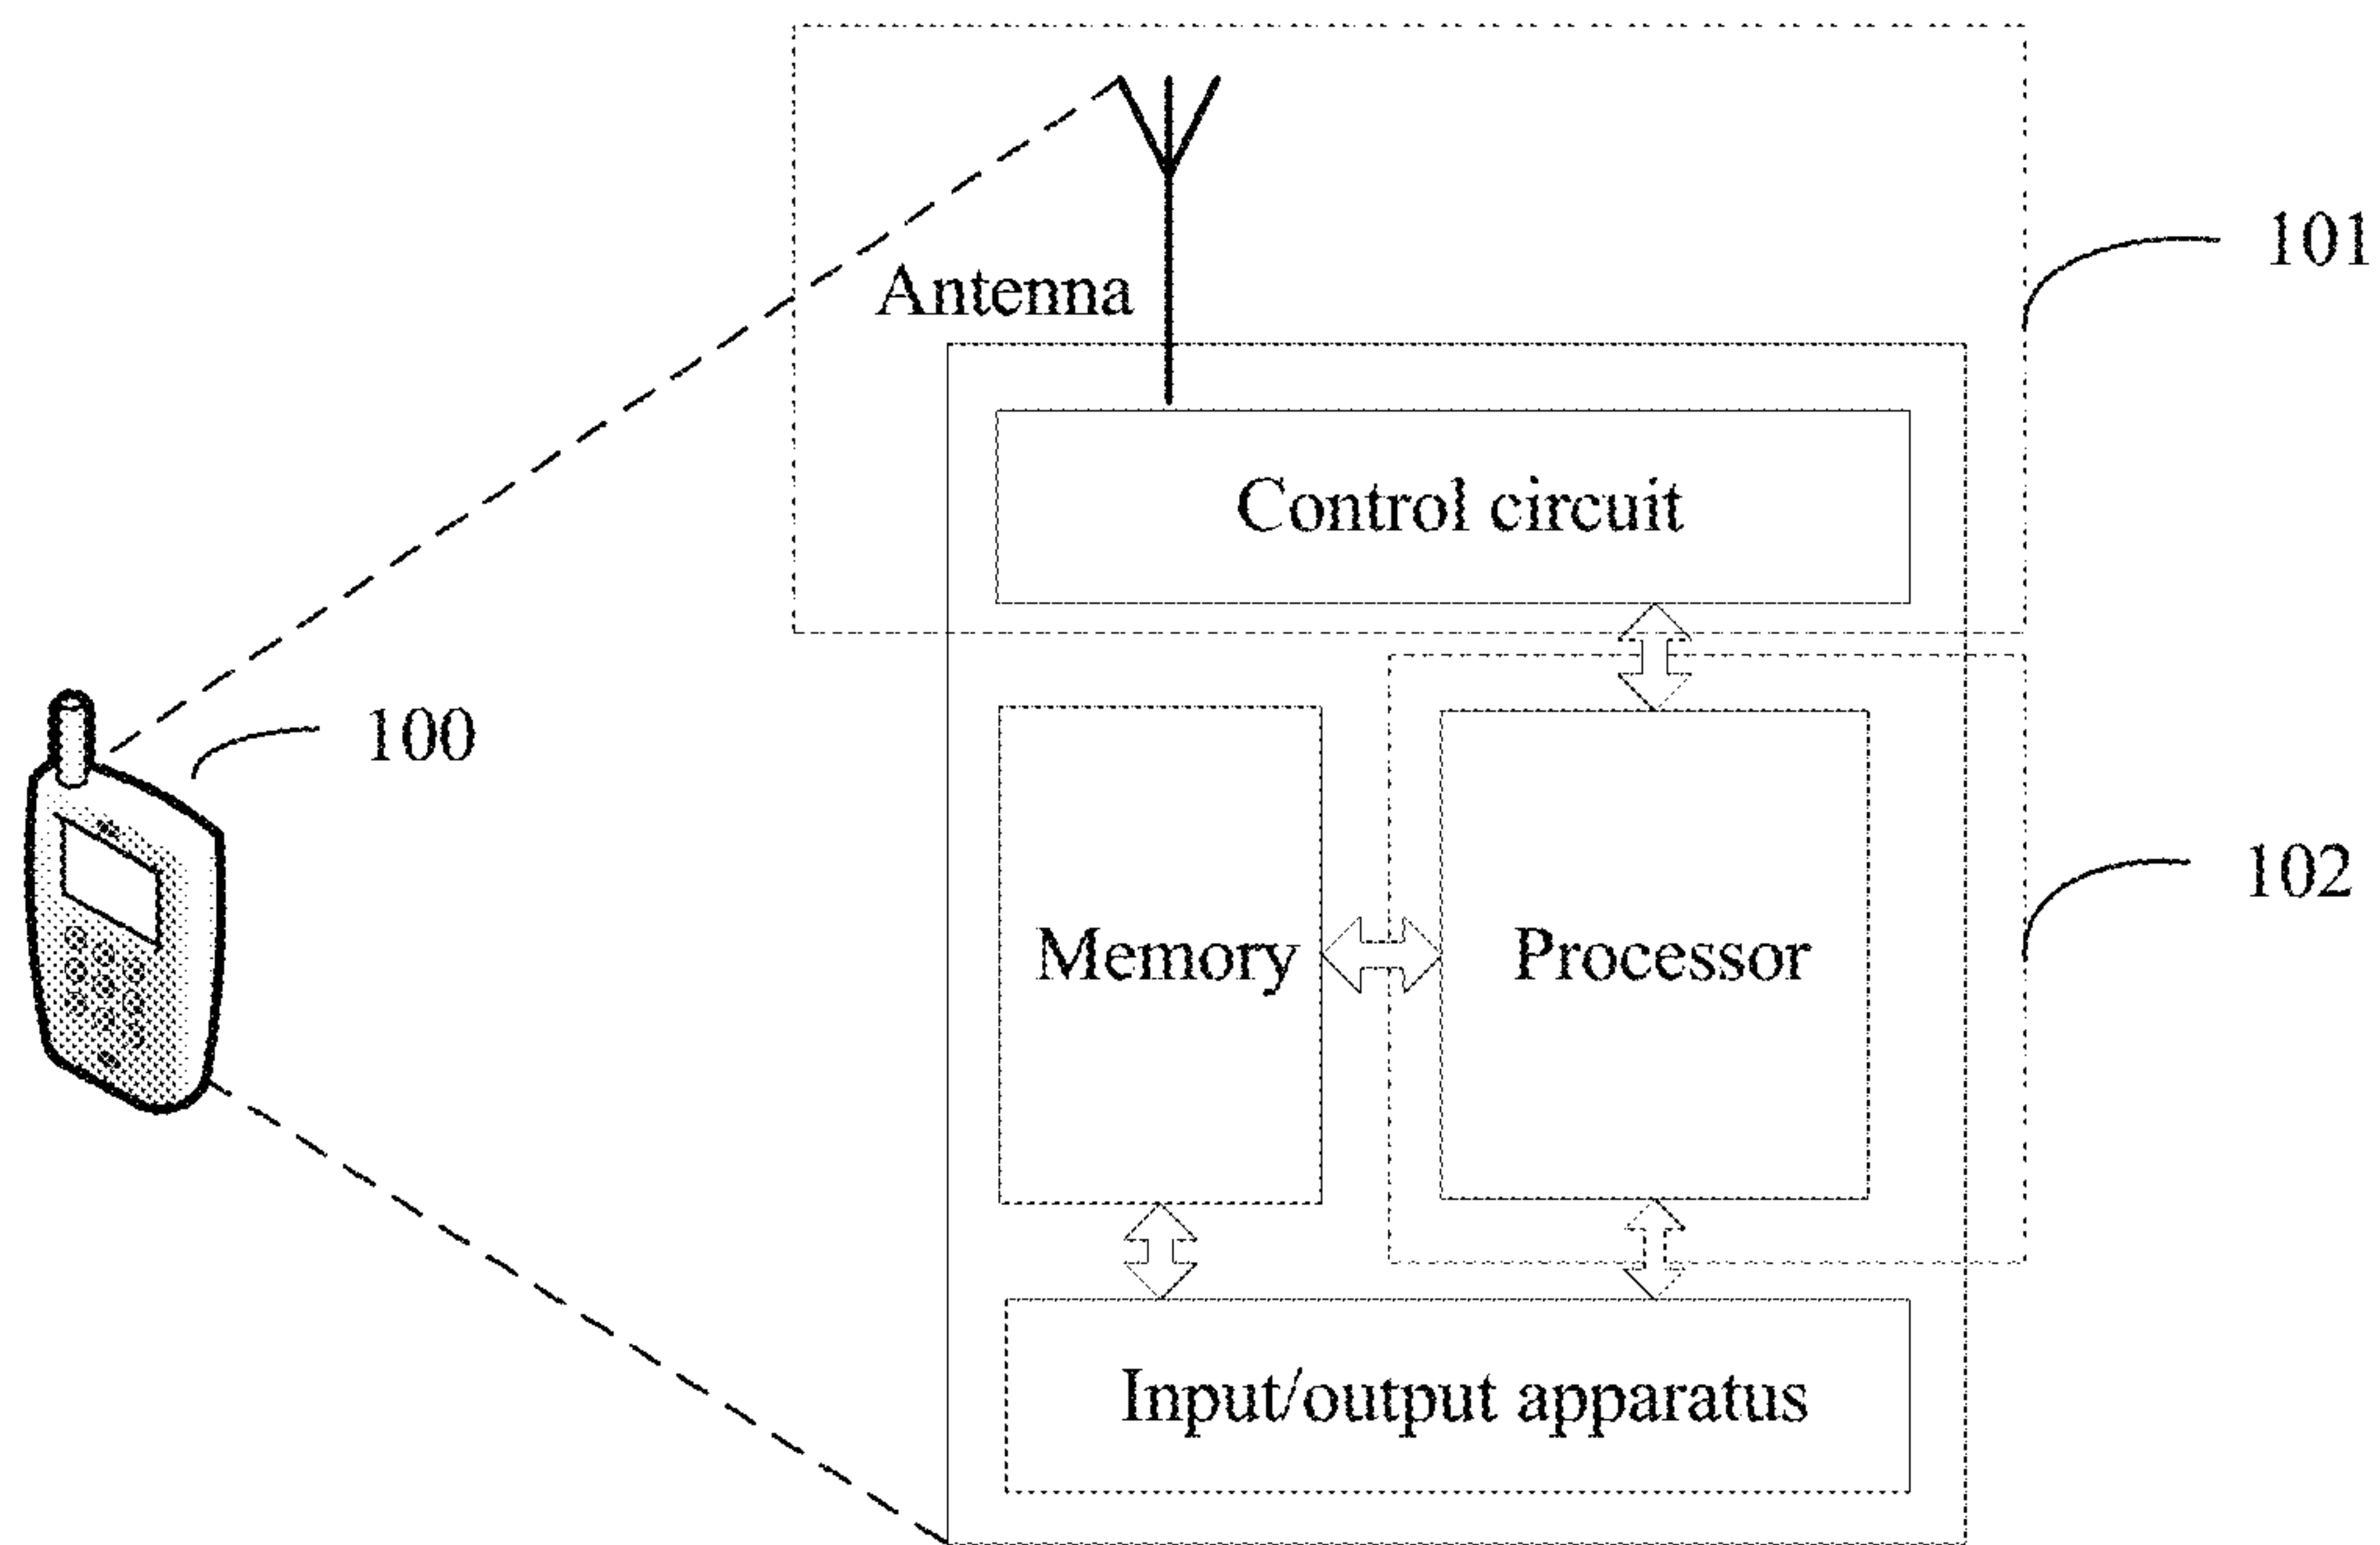 101
Antenna
Control circuit
100
102
Memory
Processor
Input/output apparatus